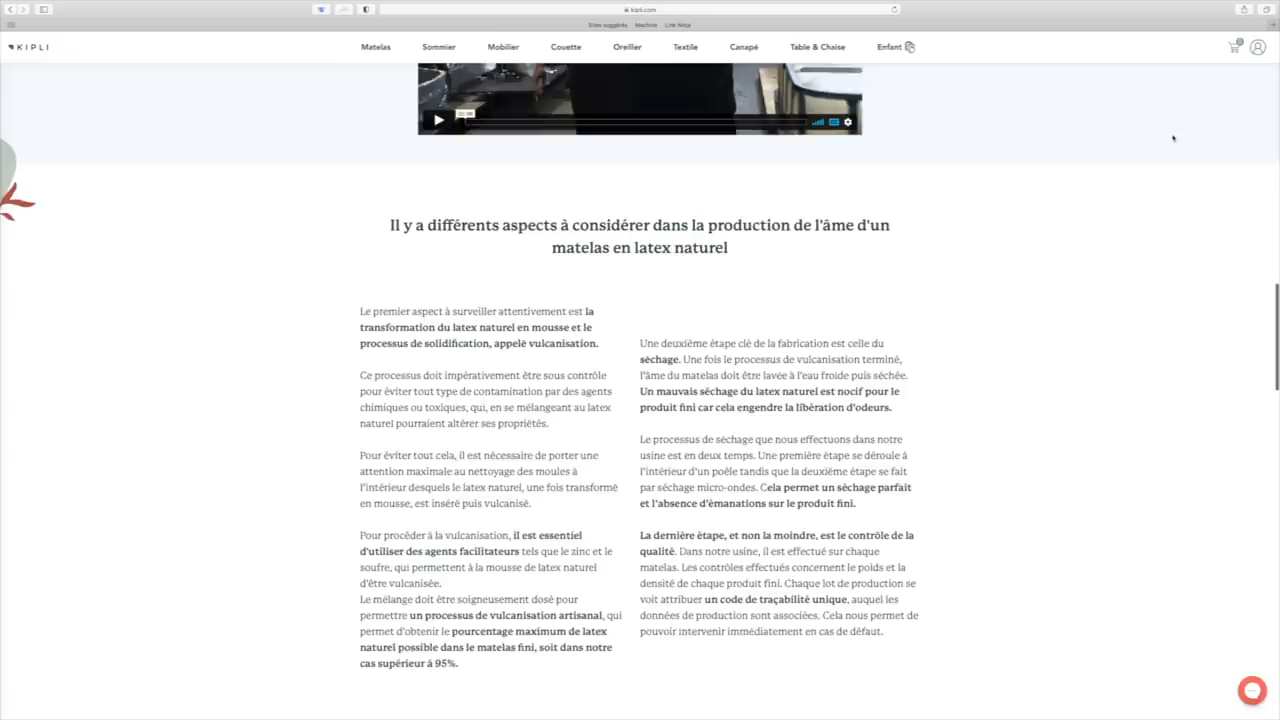 kipli.com
Sites suggérés Machine Link Ninja
KIPLI
Matelas Sommier Mobilier Couette Oreiller Textile Canapé Table & Chaise Enfant
0
Il y a différents aspects à considérer dans la production de l'âme d'un
matelas en latex naturel
Le premier aspect à surveiller attentivement est la
transformation du latex naturel en mousse et le
processus de solidification, appelé vulcanisation.
Ce processus doit impérativement être sous contrôle
pour éviter tout type de contamination par des agents
chimiques ou toxiques, qui, en se mélangeant au latex
naturel pourraient altérer ses propriétés.
Pour éviter tout cela, il est nécessaire de porter une
attention maximale au nettoyage des moules à
l'intérieur desquels le latex naturel, une fois transformé
en mousse, est inséré puis vulcanisé.
Pour procéder à la vulcanisation, il est essentiel
d'utiliser des agents facilitateurs tels que le zinc et le
soufre, qui permettent à la mousse de latex naturel
d'être vulcanisée.
Le mélange doit être soigneusement dosé pour
permettre un processus de vulcanisation artisanal, qui
permet d'obtenir le pourcentage maximum de latex
naturel possible dans le matelas fini, soit dans notre
cas supérieur à 95%.
Une deuxième étape clé de la fabrication est celle du
séchage. Une fois le processus de vulcanisation terminé,
l'âme du matelas doit être lavée à l'eau froide puis séchée.
Un mauvais séchage du latex naturel est nocif pour le
produit fini car cela engendre la libération d'odeurs.
Le processus de séchage que nous effectuons dans notre
usine est en deux temps. Une première étape se déroule à
l'intérieur d'un poêle tandis que la deuxième étape se fait
par séchage micro-ondes. Cela permet un séchage parfait
et l'absence d'émanations sur le produit fini.
La dernière étape, et non la moindre, est le contrôle de la
qualité. Dans notre usine, il est effectué sur chaque
matelas. Les contrôles effectués concernent le poids et la
densité de chaque produit fini. Chaque lot de production se
voit attribuer un code de traçabilité unique, auquel les
données de production sont associées. Cela nous permet de
pouvoir intervenir immédiatement en cas de défaut.